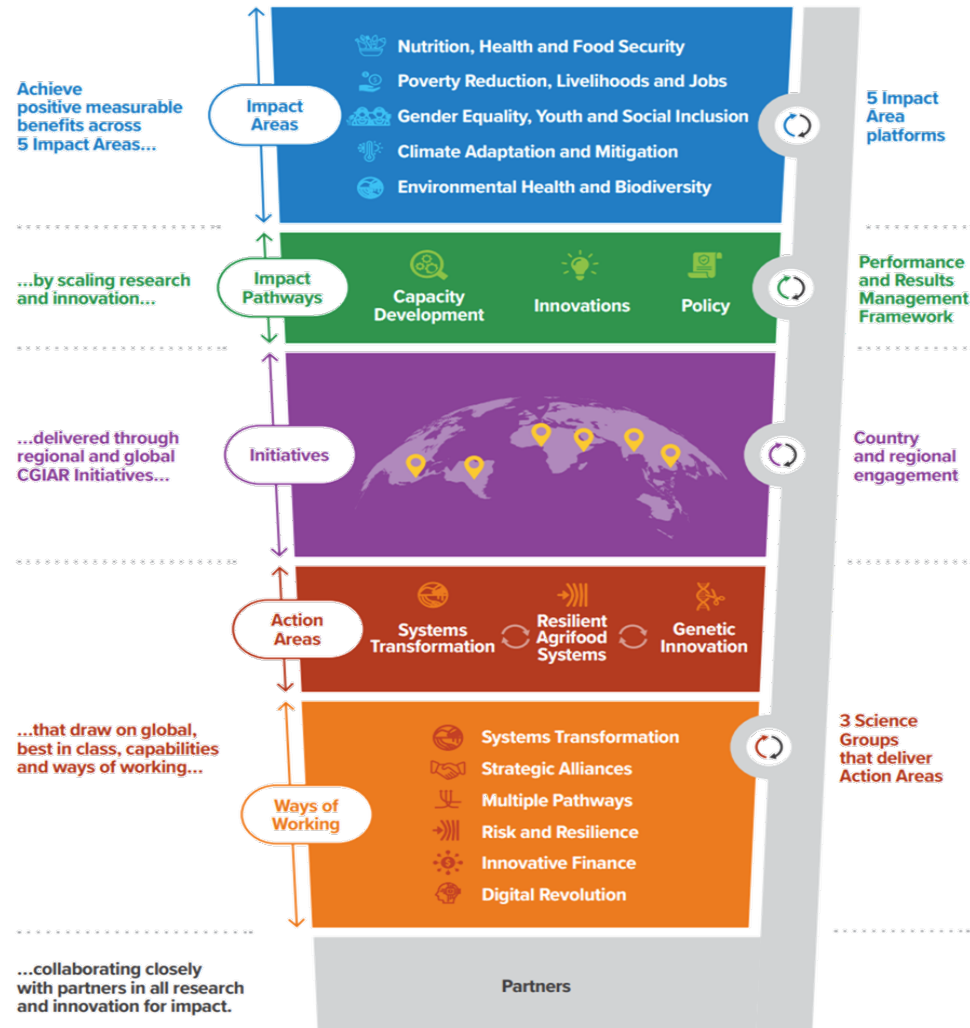 Achieve
positive measurable
benefits across
5 Impact Areas...
Impact
Areas
Nutrition, Health and Food Security
Poverty Reduction, Livelihoods and Jobs
Gender Equality, Youth and Social Inclusion
Climate Adaptation and Mitigation
Environmental Health and Biodiversity
5 Impact
Area
platforms
...by scaling research
and innovation...
Impact
Pathways
Capacity
Development
Innovations
Policy
Performance
and Results
Management
Framework
...delivered through
regional and global
CGIAR Initiatives...
Initiatives
Country
and regional
engagement
Action
Areas
Systems
Transformation
Resilient
Agrifood
Systems
Genetic
Innovation
...that draw on global,
best in class, capabilities
and ways of working...
Ways of
Working
Systems Transformation
Strategic Alliances
Multiple Pathways
Risk and Resilience
Innovative Finance
Digital Revolution
3 Science
Groups
that deliver
Action Areas
...collaborating closely
with partners in all research
and innovation for impact.
Partners